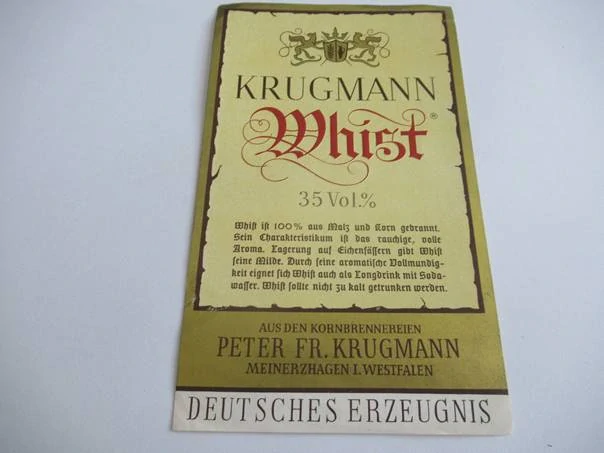 KRUGMANN
Whist®
35 Vol.%
Whist ist 100% aus Malz und Korn gebrannt.
Sein Charakteristikum ist das rauchige, volle
Aroma. Lagerung auf Eichenfässern gibt Whist
seine Milde. Durch seine aromatische Vollmundig-
keit eignet sich Whist auch als Longdrink mit Soda-
wasser. Whist sollte nicht zu kalt getrunken werden.
AUS DEN KORNBRENNEREIEN
PETER FR. KRUGMANN
MEINERZHAGEN I. WESTFALEN
DEUTSCHES ERZEUGNIS